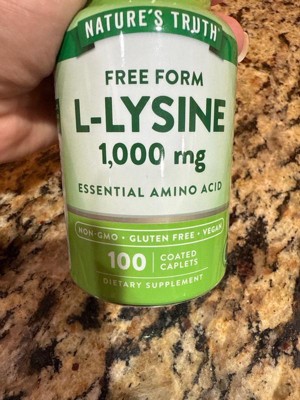 NATURE'S TRUTH
FREE FORM
L-LYSINE
1,000 mg
ESSENTIAL AMINO ACID
NON-GMO • GLUTEN FREE • VEGAN
100 COATED
CAPLETS
DIETARY SUPPLEMENT